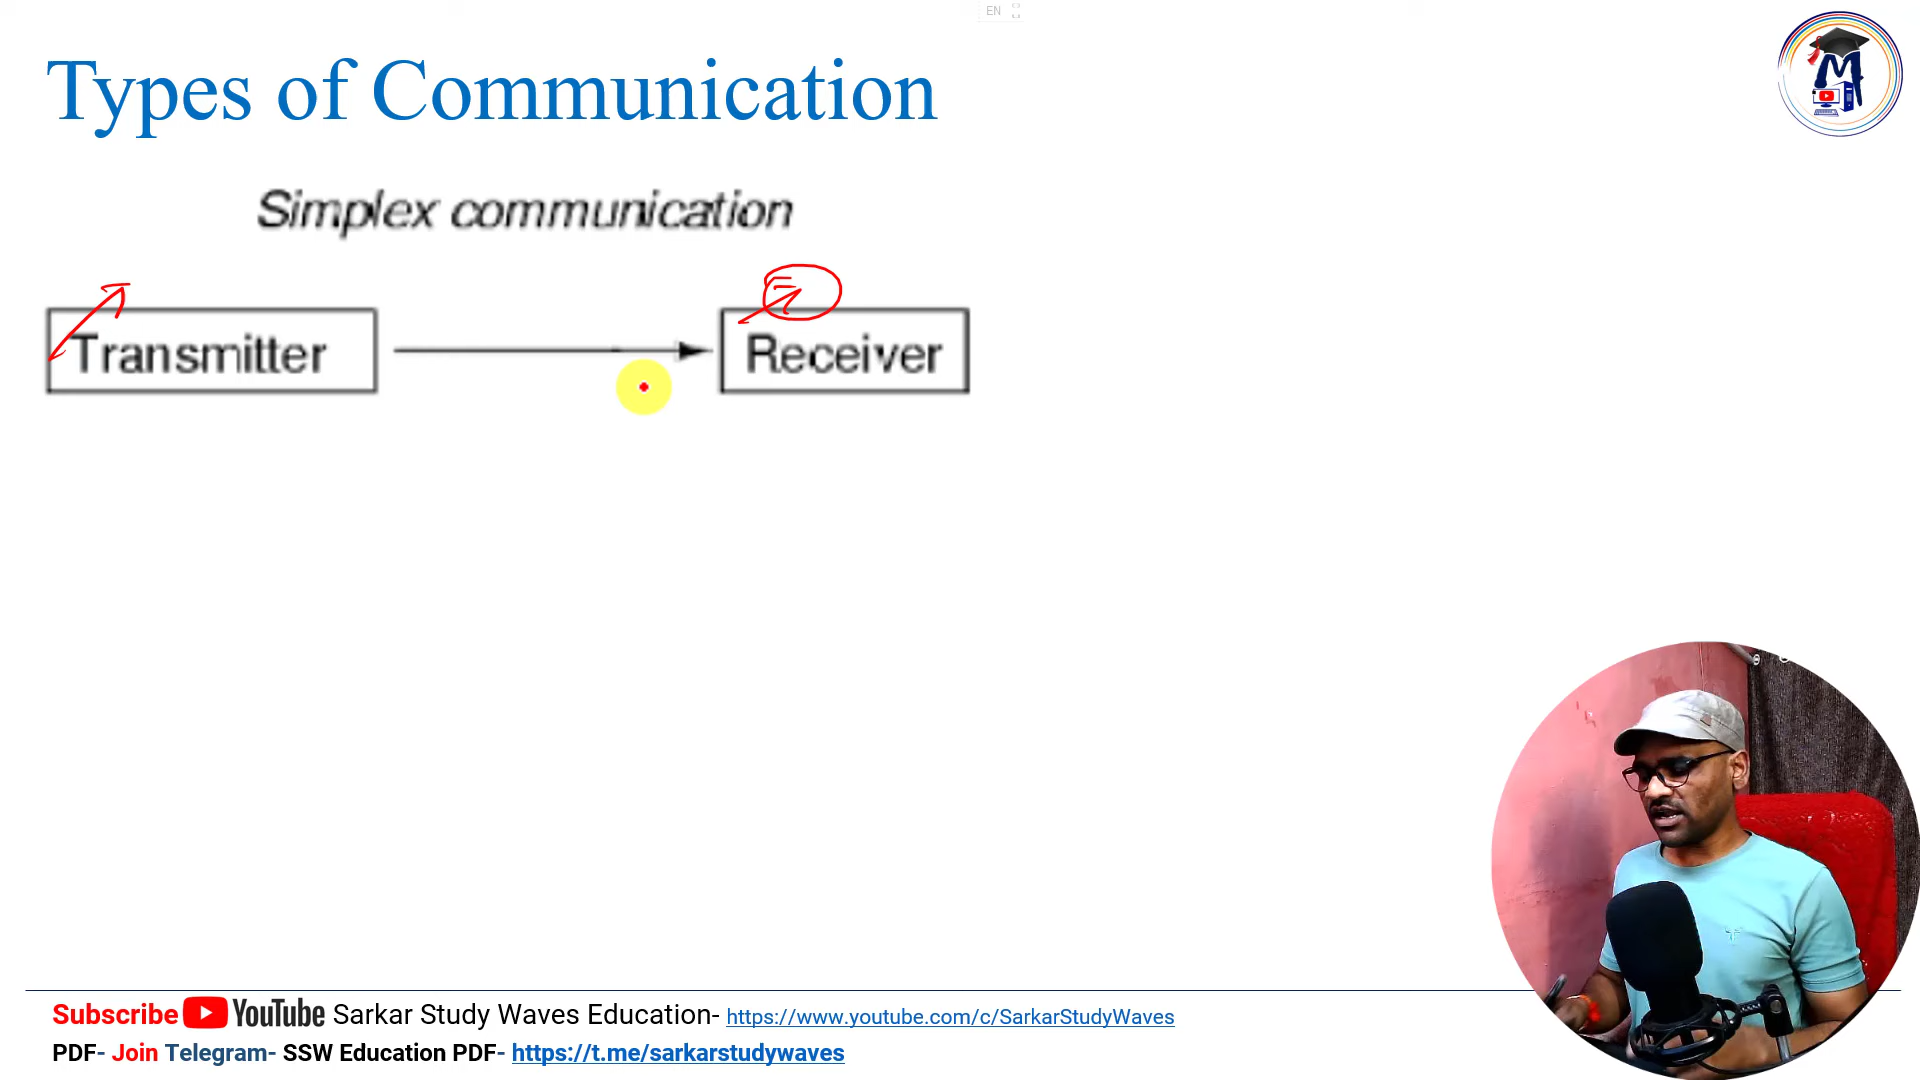 EN
Types of Communication
Simplex communication
Transmitter
Receiver
Subscribe YouTube Sarkar Study Waves Education- https://www.youtube.com/c/SarkarStudyWaves
PDF- Join Telegram- SSW Education PDF- https://t.me/sarkarstudywaves